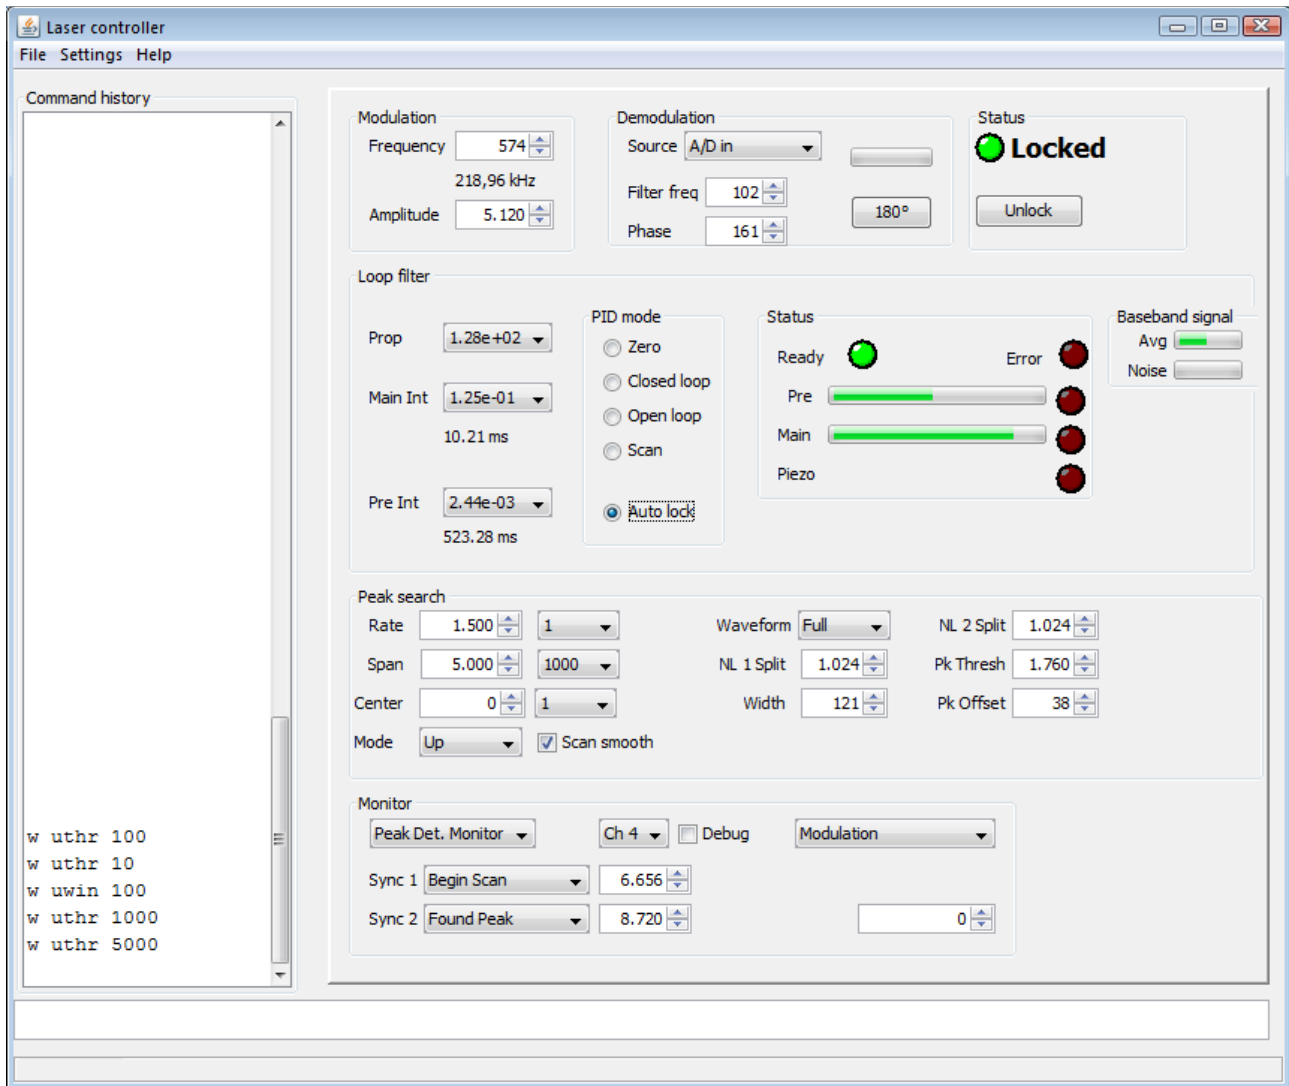 Laser controller
File Settings Help
Command history
w uthr 100
w uthr 10
w uwin 100
w uthr 1000
w uthr 5000
Modulation
Frequency 574
218,96 kHz
Amplitude 5.120
Demodulation
Source A/D in
Filter freq 102
Phase 161
180°
Status
Locked
Unlock
Loop filter
Prop 1.28e+02
Main Int 1.25e-01
10.21 ms
Pre Int 2.44e-03
523.28 ms
PID mode
Zero
Closed loop
Open loop
Scan
Auto lock
Status
Ready Error
Pre
Main
Piezo
Baseband signal
Avg
Noise
Peak search
Rate 1.500 1 Waveform Full NL 2 Split 1.024
Span 5.000 1000 NL 1 Split 1.024 Pk Thresh 1.760
Center 0 1 Width 121 Pk Offset 38
Mode Up Scan smooth
Monitor
Peak Det. Monitor Ch 4 Debug Modulation
Sync 1 Begin Scan 6.656
Sync 2 Found Peak 8.720 0